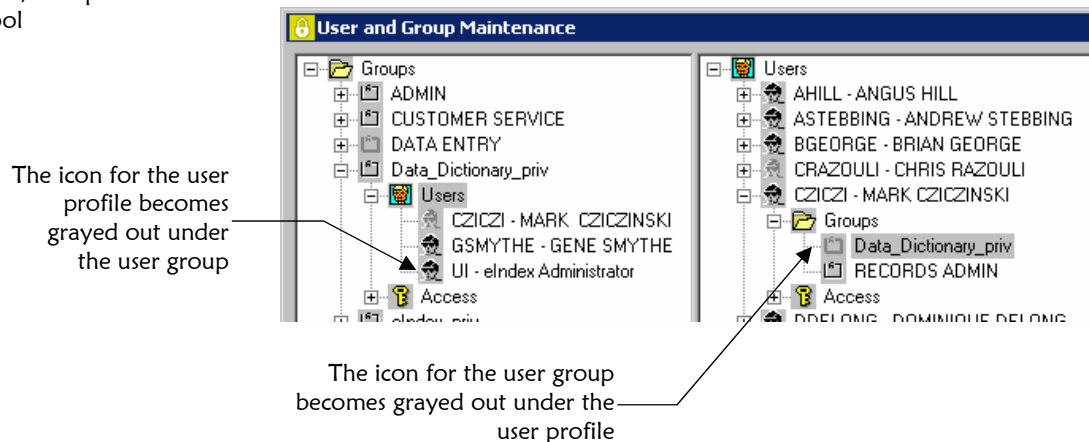 User and Group Maintenance
Groups
ADMIN
CUSTOMER SERVICE
DATA ENTRY
Data_Dictionary_priv
Users
CZICZI - MARK CZICZINSKI
GSMYTHE - GENE SMYTHE
UI - eIndex Administrator
Access
Users
AHILL - ANGUS HILL
ASTEBBING - ANDREW STEBBING
BGEORGE - BRIAN GEORGE
CRAZOULI - CHRIS RAZOULI
CZICZI - MARK CZICZINSKI
Groups
Data_Dictionary_priv
RECORDS ADMIN
Access
DDELONG - DOMINIQUE DELONG
The icon for the user
profile becomes
grayed out under
the user group
The icon for the user group
becomes grayed out under the
user profile